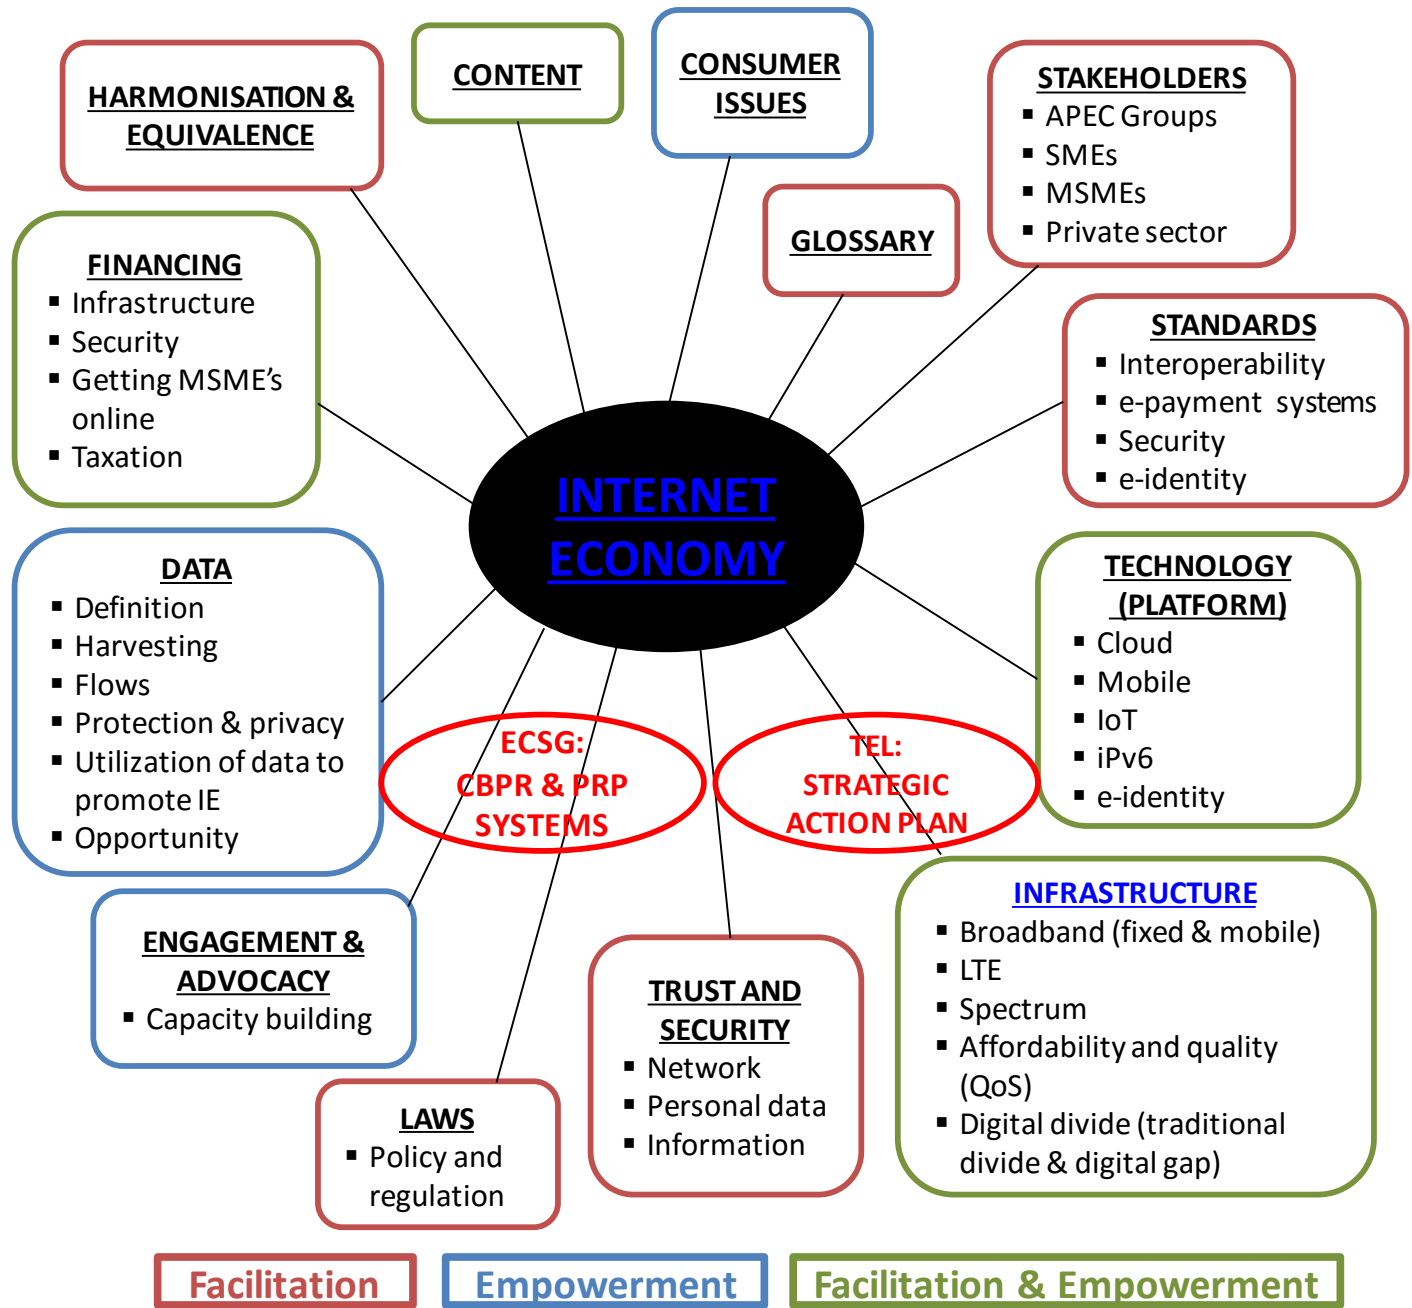 HARMONISATION &
EQUIVALENCE
CONTENT
CONSUMER
ISSUES
GLOSSARY
STAKEHOLDERS
▪ APEC Groups
▪ SMEs
▪ MSMEs
▪ Private sector
FINANCING
▪ Infrastructure
▪ Security
▪ Getting MSME’s
online
▪ Taxation
STANDARDS
▪ Interoperability
▪ e-payment systems
▪ Security
▪ e-identity
INTERNET
ECONOMY
DATA
▪ Definition
▪ Harvesting
▪ Flows
▪ Protection & privacy
▪ Utilization of data to
promote IE
▪ Opportunity
TECHNOLOGY
(PLATFORM)
▪ Cloud
▪ Mobile
▪ IoT
▪ iPv6
▪ e-identity
ECSG:
CBPR & PRP
SYSTEMS
TEL:
STRATEGIC
ACTION PLAN
ENGAGEMENT &
ADVOCACY
▪ Capacity building
LAWS
▪ Policy and
regulation
TRUST AND
SECURITY
▪ Network
▪ Personal data
▪ Information
INFRASTRUCTURE
▪ Broadband (fixed & mobile)
▪ LTE
▪ Spectrum
▪ Affordability and quality
(QoS)
▪ Digital divide (traditional
divide & digital gap)
Facilitation
Empowerment
Facilitation & Empowerment